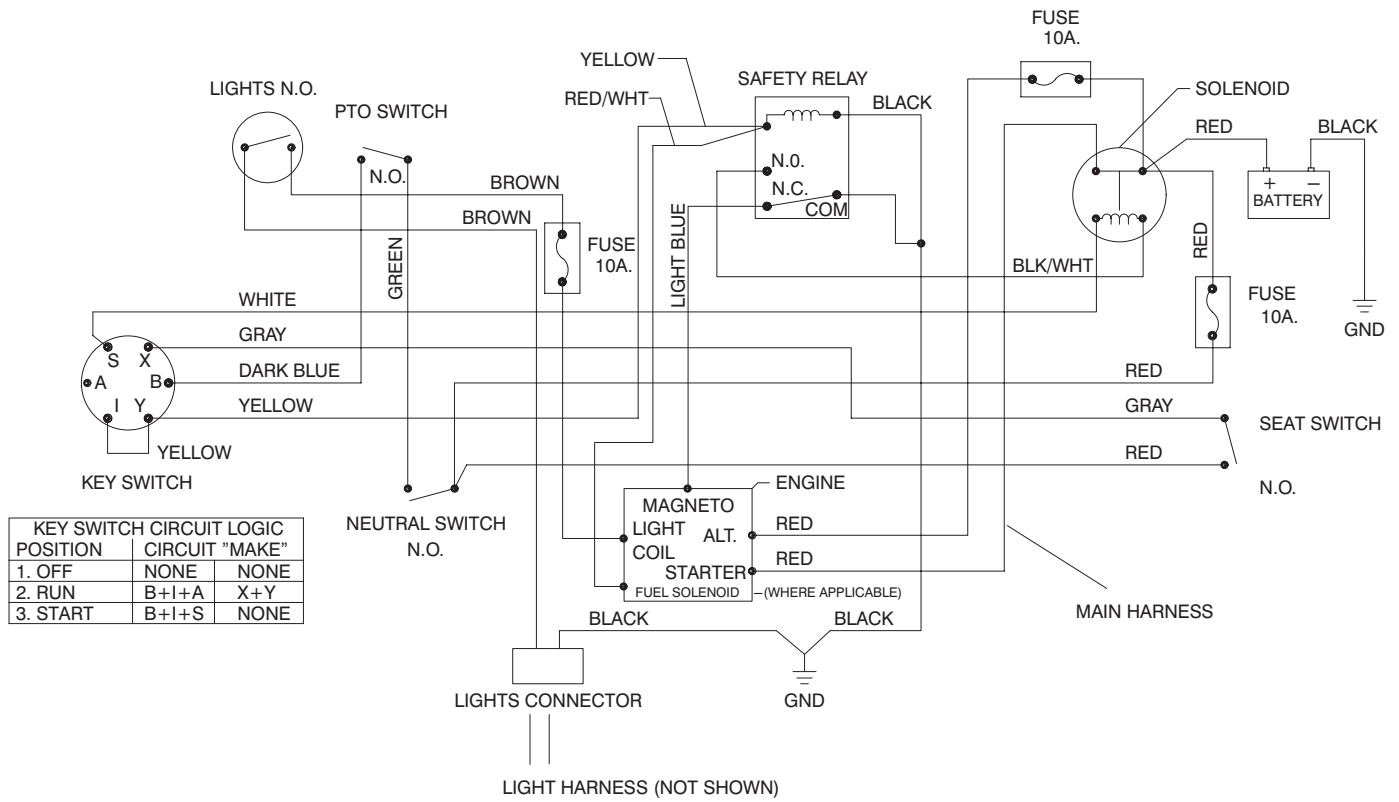 FUSE
10A.
YELLOW
SAFETY RELAY
LIGHTS N.O.
RED/WHT
BLACK
SOLENOID
PTO SWITCH
RED
BLACK
N.O.
N.0.
N.C.
COM
+ −
BATTERY
BROWN
BROWN
FUSE
10A.
GREEN
LIGHT BLUE
RED
BLK/WHT
FUSE
10A.
GND
WHITE
GRAY
S X
A B
I Y
DARK BLUE
RED
YELLOW
GRAY
SEAT SWITCH
YELLOW
RED
KEY SWITCH
N.O.
ENGINE
MAGNETO
NEUTRAL SWITCH
N.O.
LIGHT
COIL
ALT.
RED
STARTER
RED
FUEL SOLENOID
(WHERE APPLICABLE)
KEY SWITCH CIRCUIT LOGIC
POSITION CIRCUIT "MAKE"
1. OFF NONE NONE
2. RUN B+I+A X+Y
3. START B+I+S NONE
MAIN HARNESS
BLACK
BLACK
LIGHTS CONNECTOR
GND
LIGHT HARNESS (NOT SHOWN)